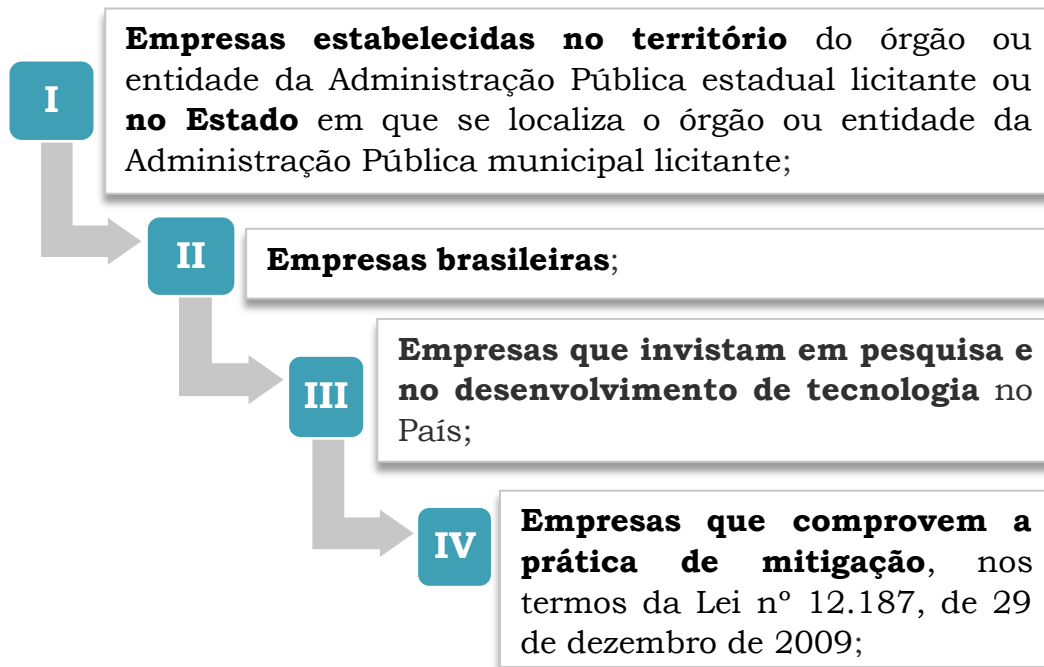 I
Empresas estabelecidas no território do órgão ou
entidade da Administração Pública estadual licitante ou
no Estado em que se localiza o órgão ou entidade da
Administração Pública municipal licitante;
II
Empresas brasileiras;
III
Empresas que invistam em pesquisa e
no desenvolvimento de tecnologia no
País;
IV
Empresas que comprovem a
prática de mitigação, nos
termos da Lei nº 12.187, de 29
de dezembro de 2009;